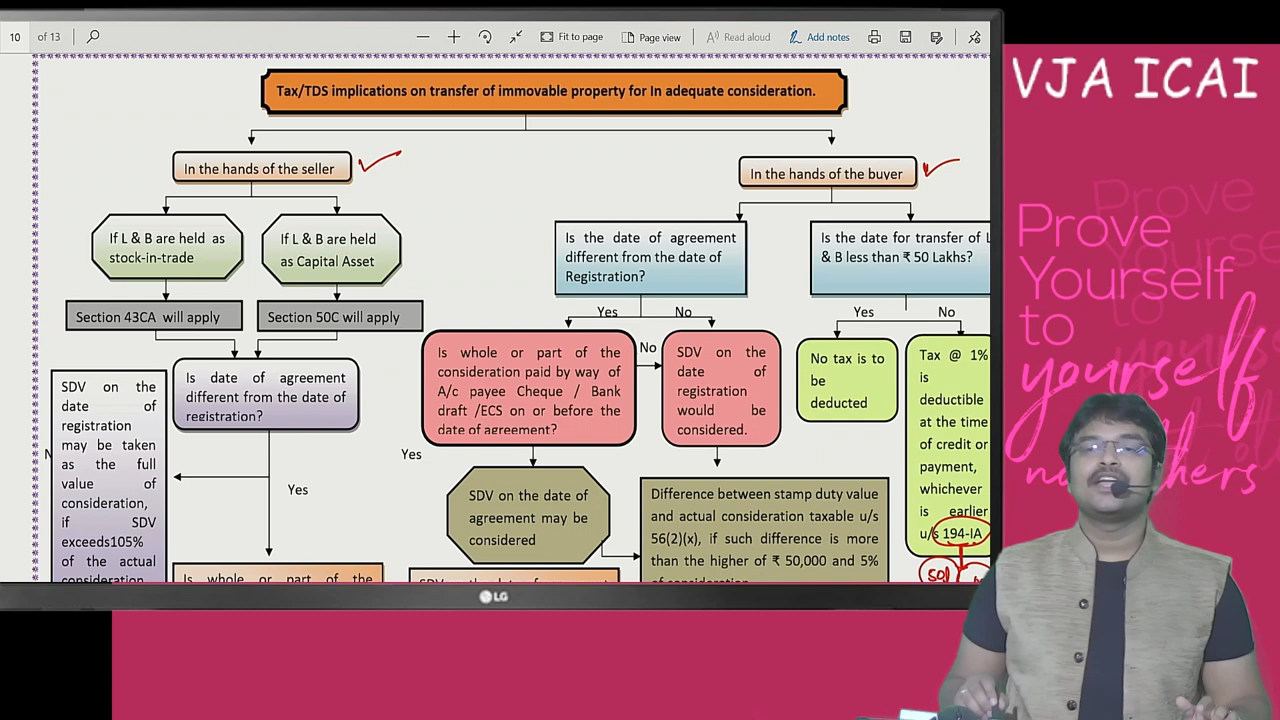 10 of 13
Fit to page
Page view
Read aloud
Add notes
VJA ICAI
Tax/TDS implications on transfer of immovable property for In adequate consideration.
In the hands of the seller
In the hands of the buyer
If L & B are held as
stock-in-trade
If L & B are held
as Capital Asset
Is the date of agreement
different from the date of
Registration?
Is the date for transfer of L
& B less than ₹ 50 Lakhs?
Section 43CA will apply
Section 50C will apply
Yes
No
Yes
No
Is whole or part of the
consideration paid by way of
A/c payee Cheque / Bank
draft /ECS on or before the
date of agreement?
No
SDV on the
date of
registration
would be
considered.
No tax is to
be
deducted
Tax @ 1%
is
deductible
at the time
of credit or
payment,
whichever
is earlier
u/s 194-IA
SDV on the
date of
registration
may be taken
as the full
value of
consideration,
if SDV
exceeds105%
of the actual
consideration
Is date of agreement
different from the date of
registration?
Yes
Yes
SDV on the date of
agreement may be
considered
Difference between stamp duty value
and actual consideration taxable u/s
56(2)(x), if such difference is more
than the higher of ₹ 50,000 and 5%
of consideration
Is whole or part of the
50l
LG
Prove
Yourself
to
yourself